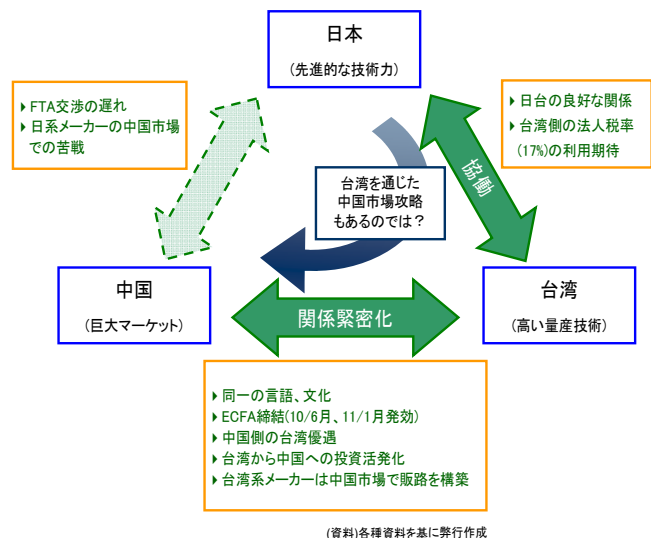 日本
(先進的な技術力)
FTA交渉の遅れ
日系メーカーの中国市場
での苦戦
日台の良好な関係
台湾側の法人税率
(17%)の利用期待
協働
台湾を通じた
中国市場攻略
もあるのでは？
中国
(巨大マーケット)
関係緊密化
台湾
(高い量産技術)
同一の言語、文化
ECFA締結(10/6月、11/1月発効)
中国側の台湾優遇
台湾から中国への投資活発化
台湾系メーカーは中国市場で販路を構築
(資料)各種資料を基に弊行作成